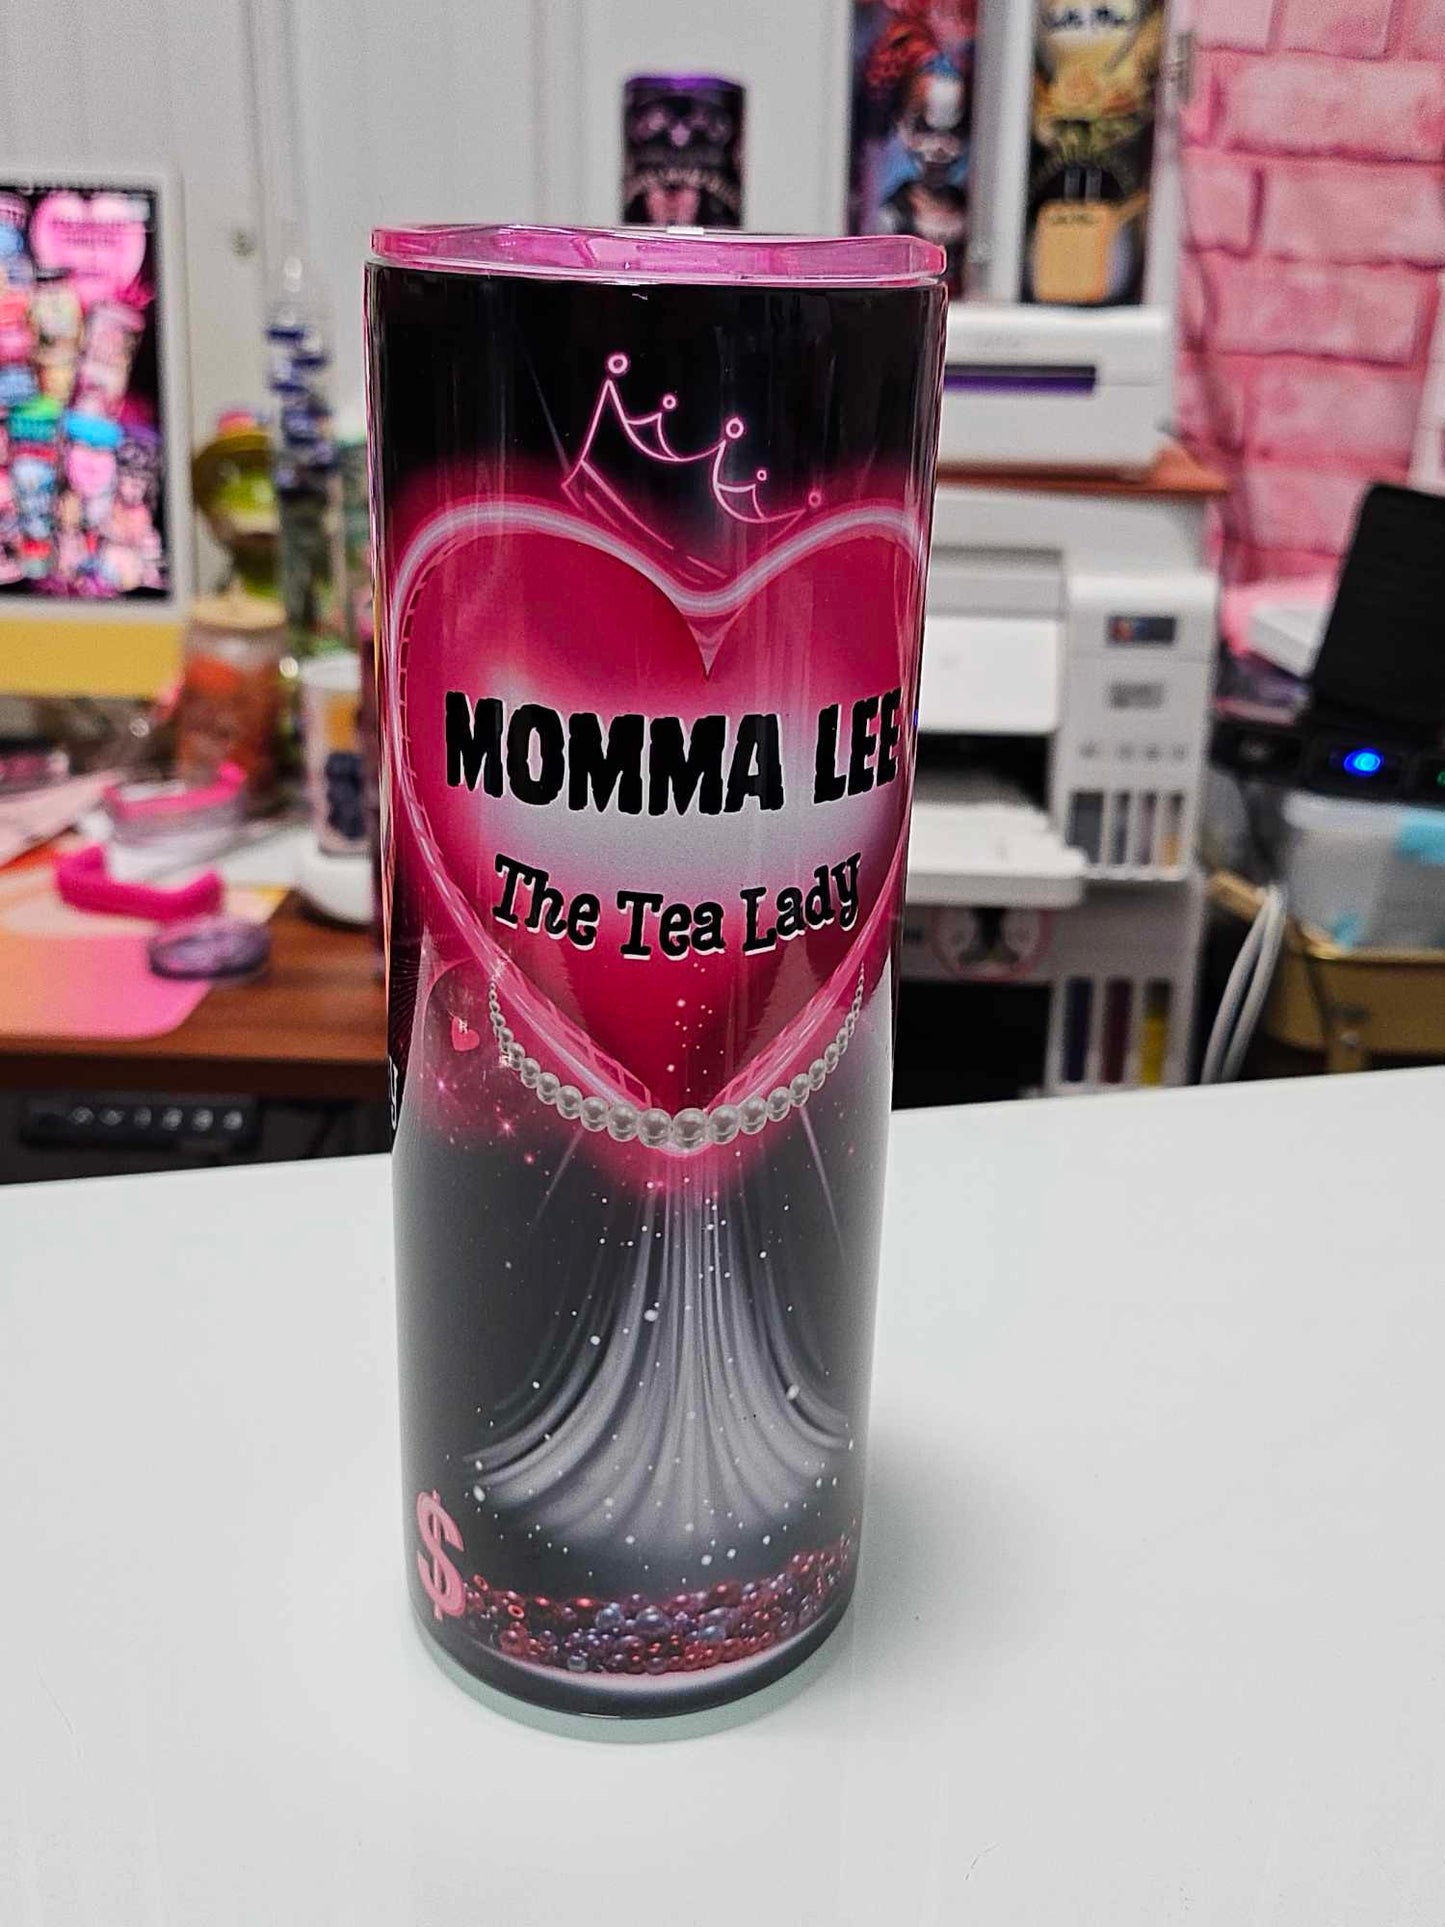 MOMMA LEE
The Tea Lady
$